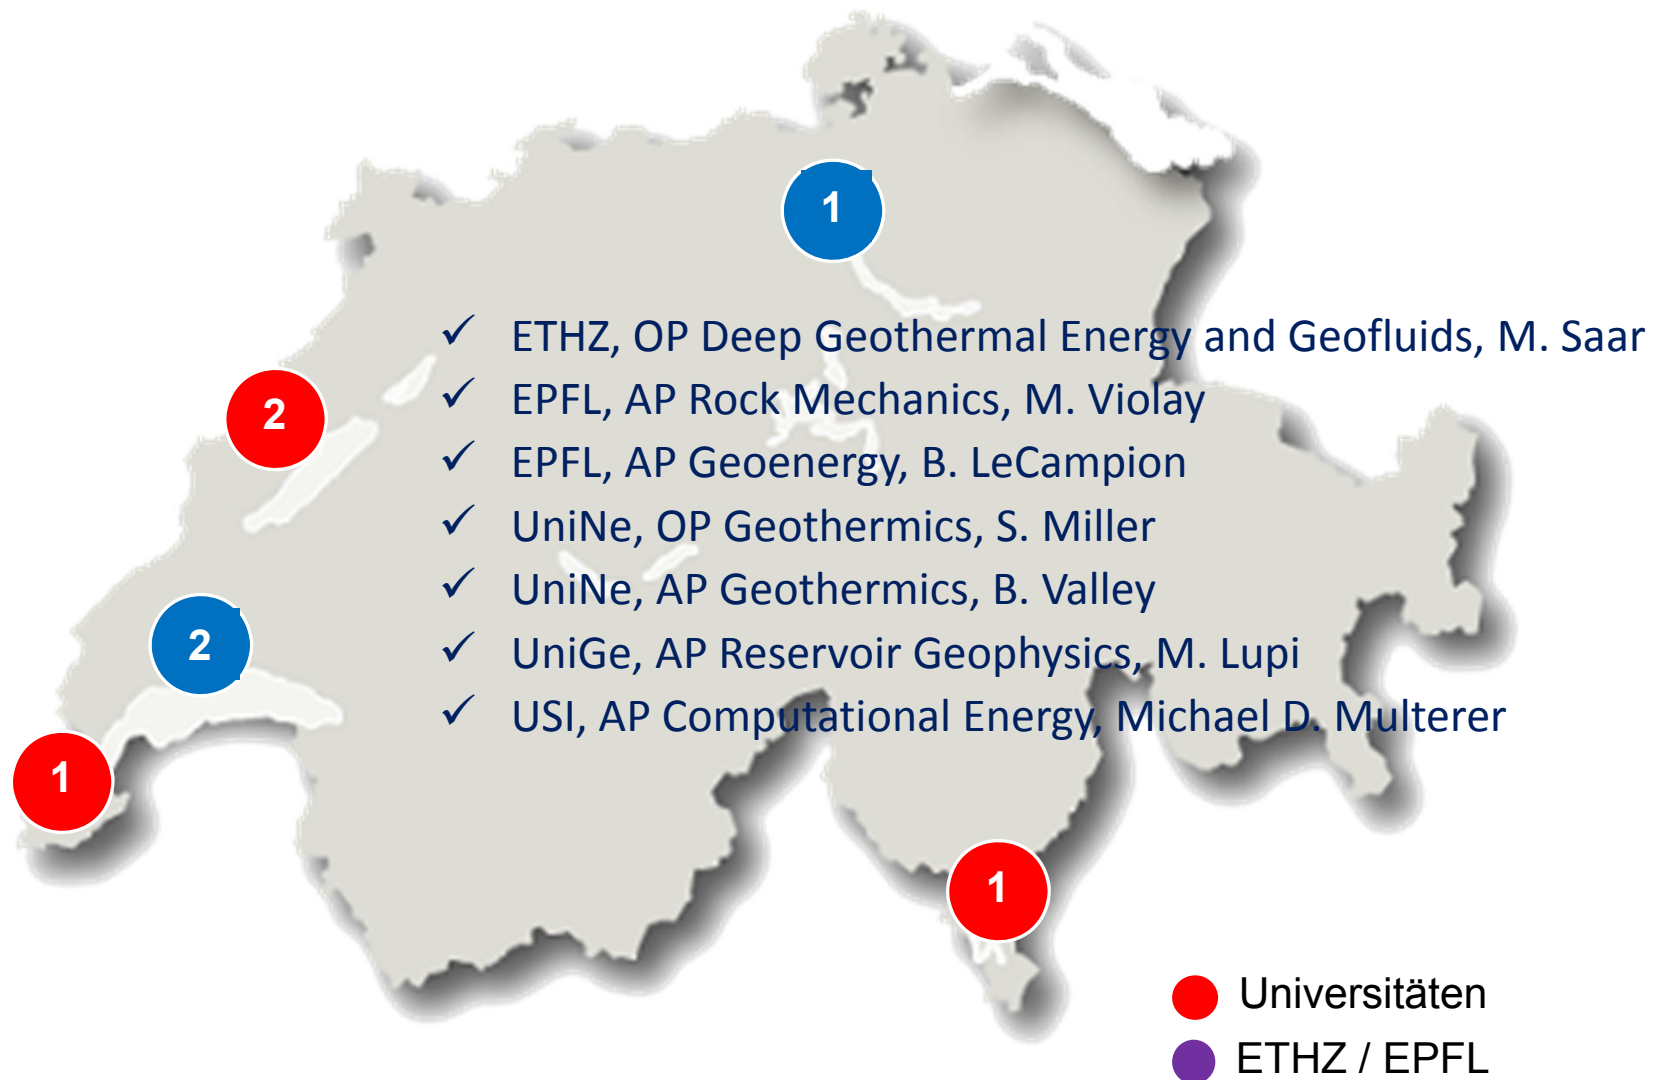 1
✓ ETHZ, OP Deep Geothermal Energy and Geofluids, M. Saar
✓ EPFL, AP Rock Mechanics, M. Violay
2
✓ EPFL, AP Geoenergy, B. LeCampion
✓ UniNe, OP Geothermics, S. Miller
✓ UniNe, AP Geothermics, B. Valley
2
✓ UniGe, AP Reservoir Geophysics, M. Lupi
✓ USI, AP Computational Energy, Michael D. Multerer
1
1
Universitäten
ETHZ / EPFL